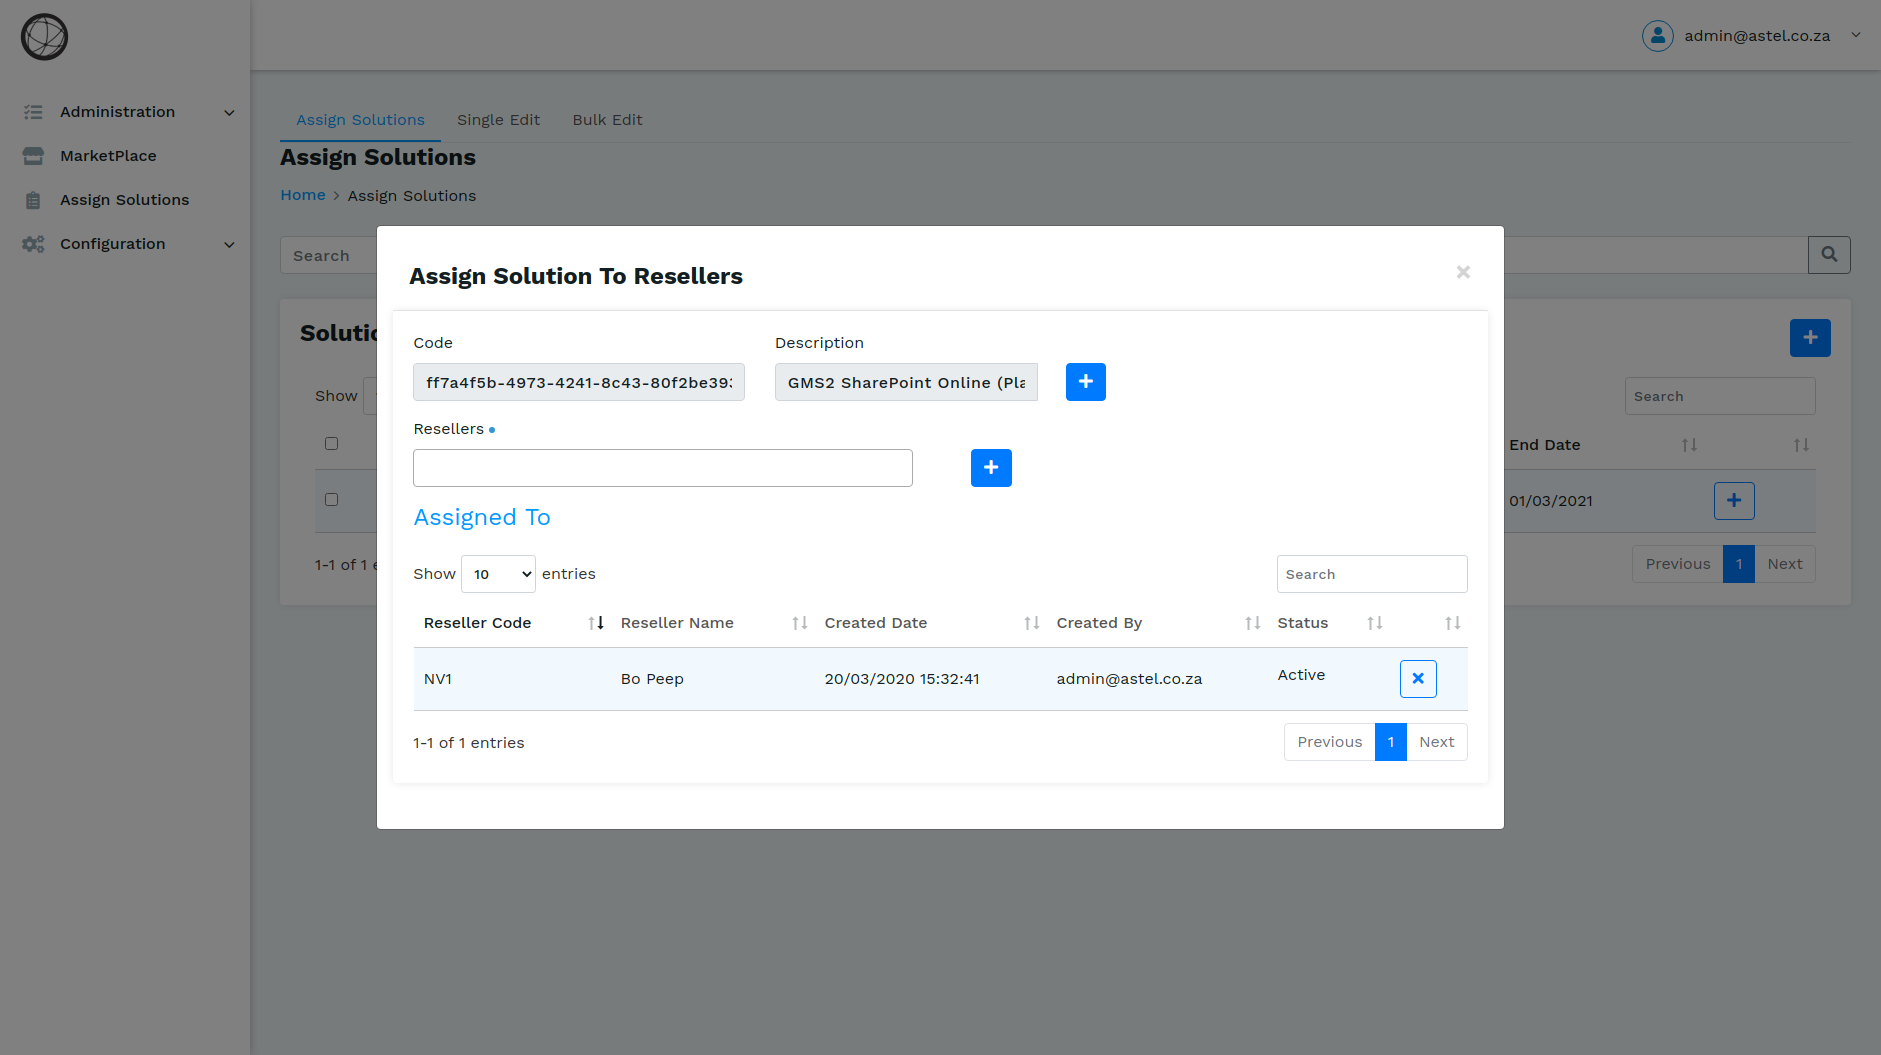 admin@astel.co.za
Administration
MarketPlace
Assign Solutions
Configuration
Assign Solutions Single Edit Bulk Edit
Assign Solutions
Home > Assign Solutions
Search
Show
Search
End Date
01/03/2021
1-1 of 1
Previous 1 Next
Assign Solution To Resellers
Code Description
ff7a4f5b-4973-4241-8c43-80f2be39 GMS2 SharePoint Online (Pla
Resellers
Assigned To
Show 10 entries Search
Reseller Code Reseller Name Created Date Created By Status
NV1 Bo Peep 20/03/2020 15:32:41 admin@astel.co.za Active
1-1 of 1 entries Previous 1 Next